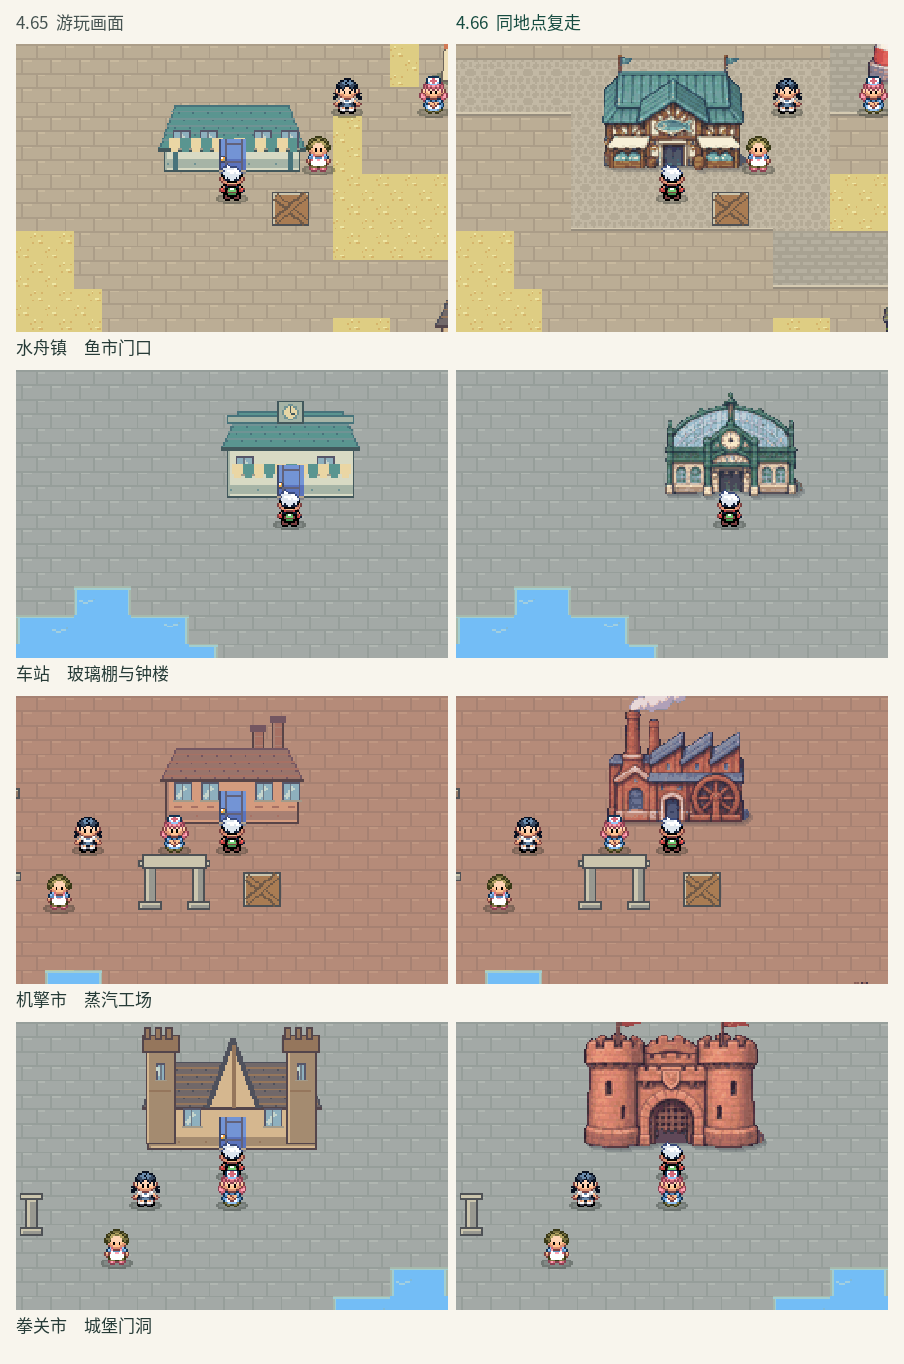 4.65 游玩画面
4.66 同地点复走
水舟镇 鱼市门口
车站 玻璃棚与钟楼
机擎市 蒸汽工场
拳关市 城堡门洞